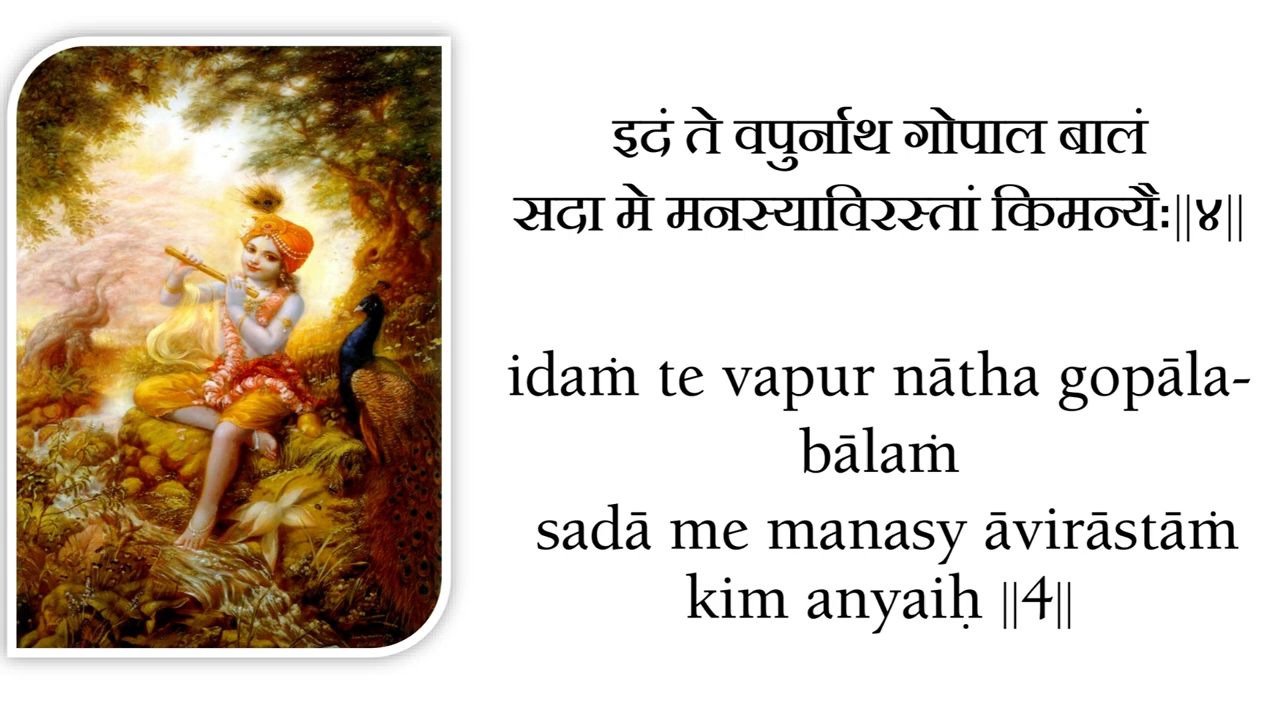 इदं ते वपुर्नाथ गोपाल बालं
सदा मे मनस्याविरस्तां किमन्यैः||४||
idaṁ te vapur nātha gopāla-
bālaṁ
sadā me manasy āvirāstāṁ
kim anyaiḥ ||4||